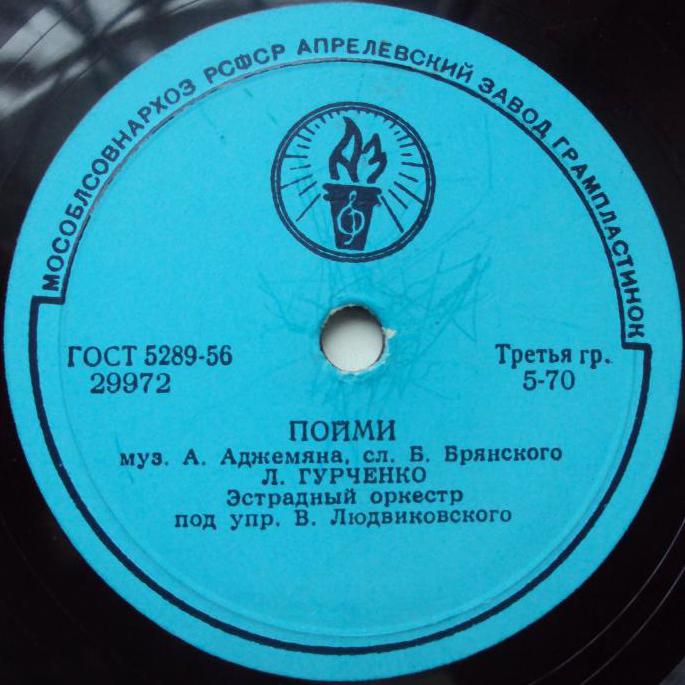 МОСОБЛСОВНАРХОЗ РСФСР АПРЕЛЕВСКИЙ ЗАВОД ГРАМПЛАСТИНОК
АЗ
ГОСТ 5289-56
29972
Третья гр.
5-70
ПОЙМИ
муз. А. Аджемяна, сл. Б. Брянского
Л. ГУРЧЕНКО
Эстрадный оркестр
под упр. В. Людвиковского